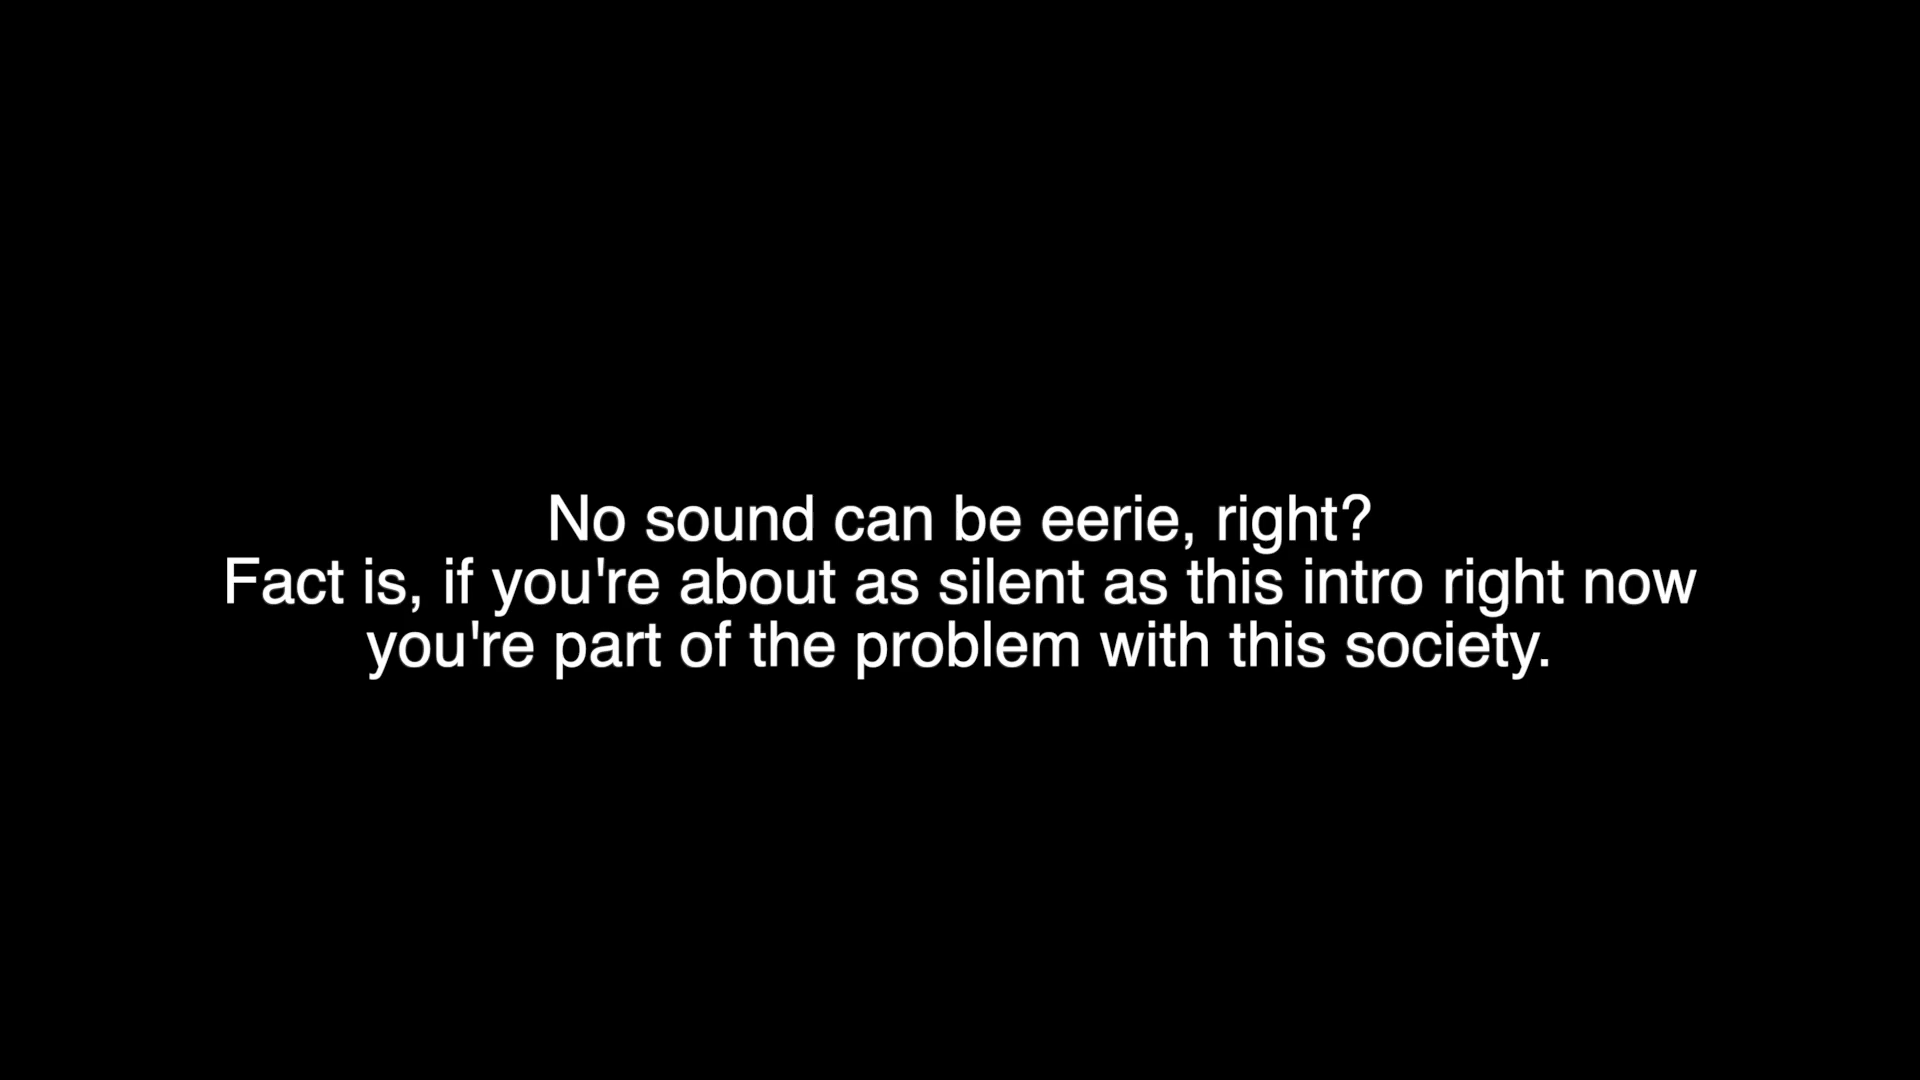 No sound can be eerie, right?
Fact is, if you're about as silent as this intro right now
you're part of the problem with this society.